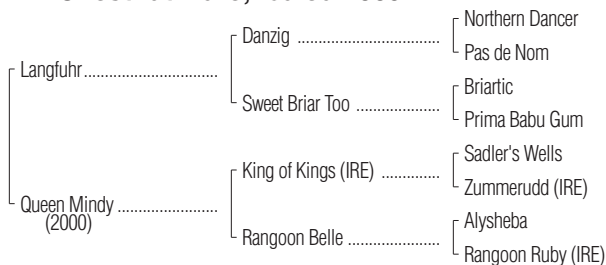 Northern Dancer
Danzig ........................................
Pas de Nom
Langfuhr......................................
Briartic
Sweet Briar Too ........................
Prima Babu Gum
Sadler's Wells
King of Kings (IRE) ................
Zummerudd (IRE)
Queen Mindy ............................
(2000)
Alysheba
Rangoon Belle ..........................
Rangoon Ruby (IRE)